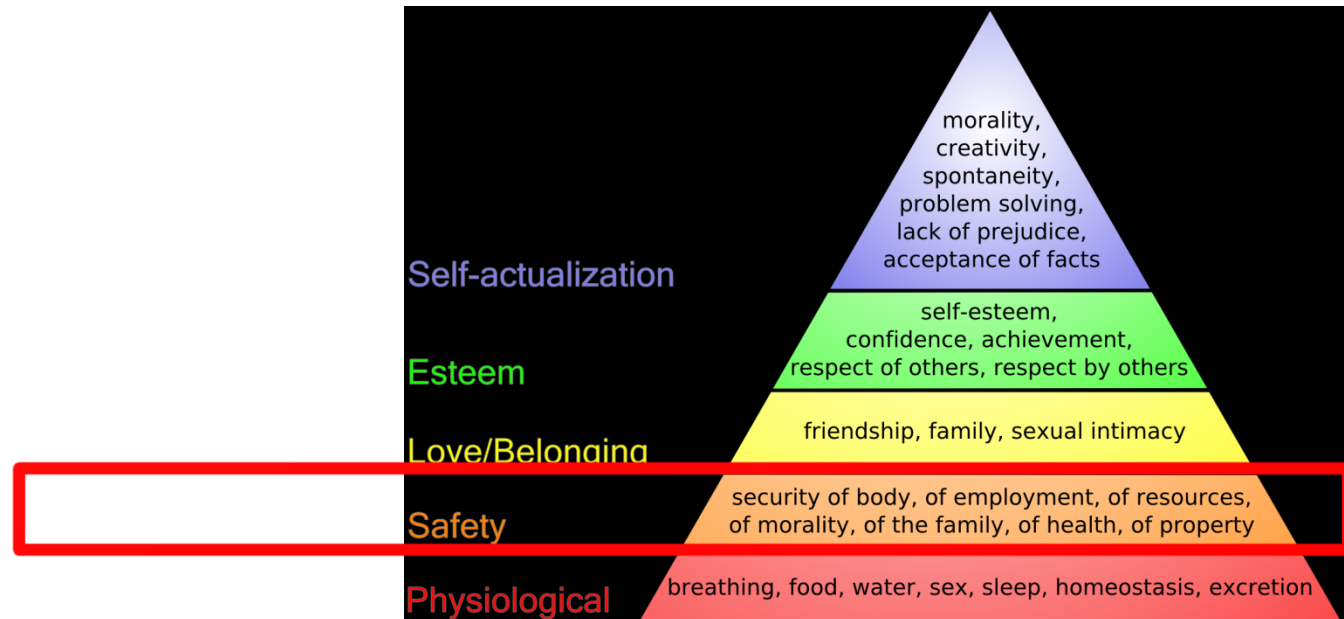 morality,
creativity,
spontaneity,
problem solving,
lack of prejudice,
acceptance of facts
Self-actualization
self-esteem,
confidence, achievement,
respect of others, respect by others
Esteem
friendship, family, sexual intimacy
Love/Belonging
security of body, of employment, of resources,
of morality, of the family, of health, of property
Safety
breathing, food, water, sex, sleep, homeostasis, excretion
Physiological